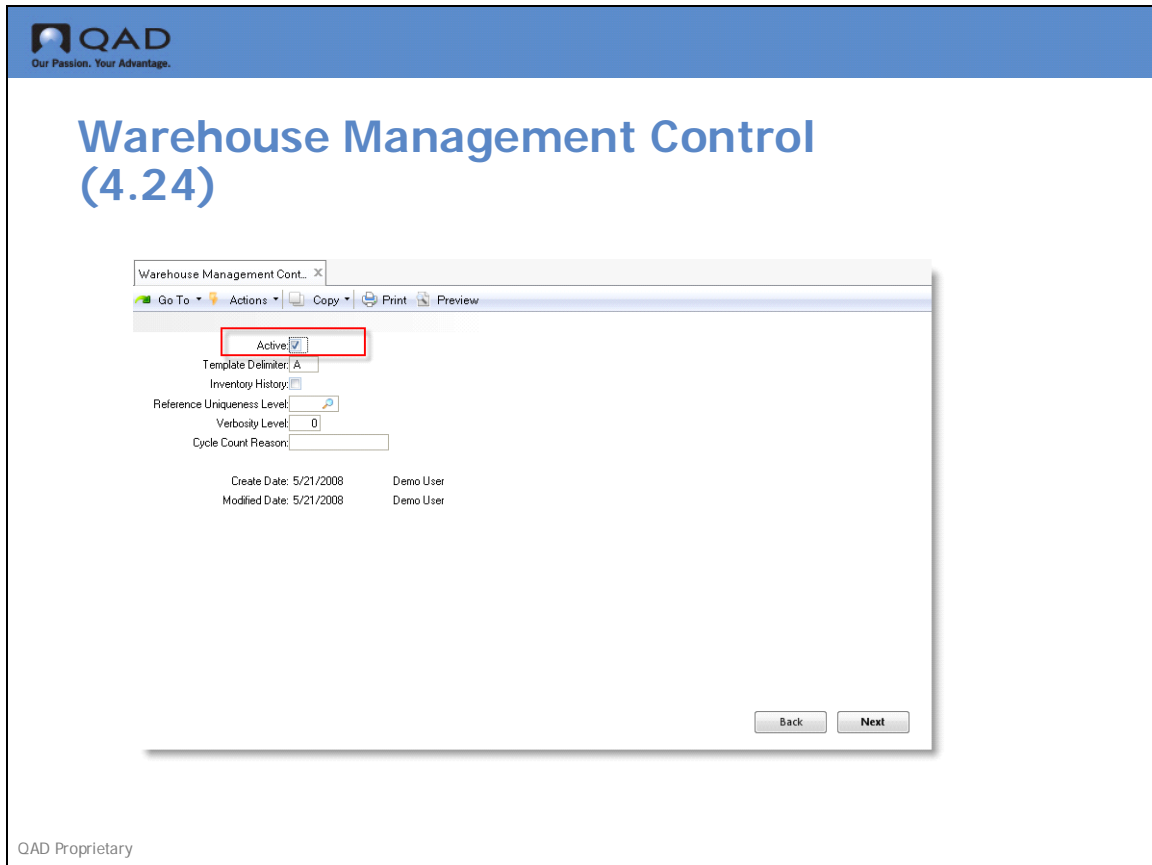 QAD
Our Passion. Your Advantage.
Warehouse Management Control
(4.24)
Warehouse Management Cont... X
Go To Actions Copy Print Preview
Active:
Template Delimiter: A
Inventory History:
Reference Uniqueness Level:
Verbosity Level: 0
Cycle Count Reason:
Create Date: 5/21/2008 Demo User
Modified Date: 5/21/2008 Demo User
Back Next
QAD Proprietary